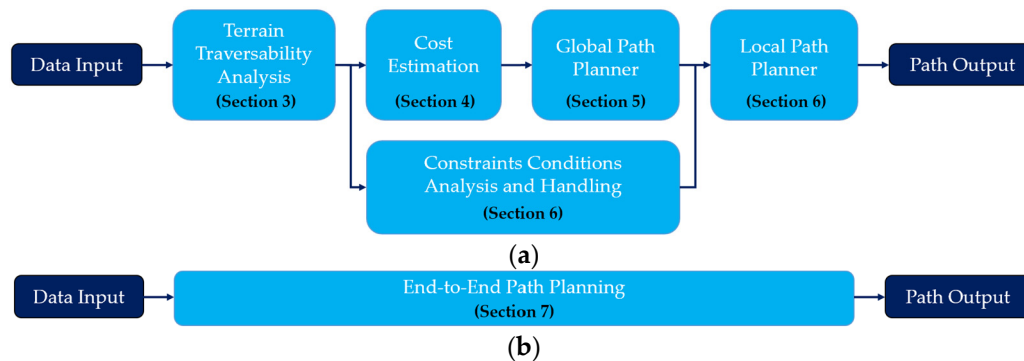 Data Input
Terrain
Traversability
Analysis
(Section 3)
Cost
Estimation
(Section 4)
Global Path
Planner
(Section 5)
Local Path
Planner
(Section 6)
Path Output
Constraints Conditions
Analysis and Handling
(Section 6)
(a)
Data Input
End-to-End Path Planning
(Section 7)
Path Output
(b)